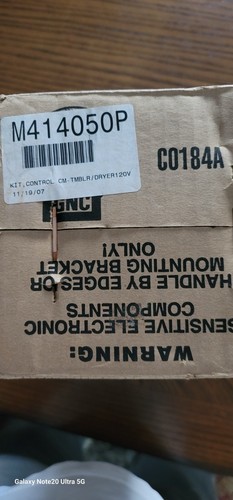 M414050P
KIT,CONTROL CM-TMBLR/DRYER120V
11/19/07
C0184A
GNC
WARNING:
SENSITIVE ELECTRONIC
COMPONENTS
HANDLE BY EDGES OR
MOUNTING BRACKET
ONLY!
Galaxy Note20 Ultra 5G